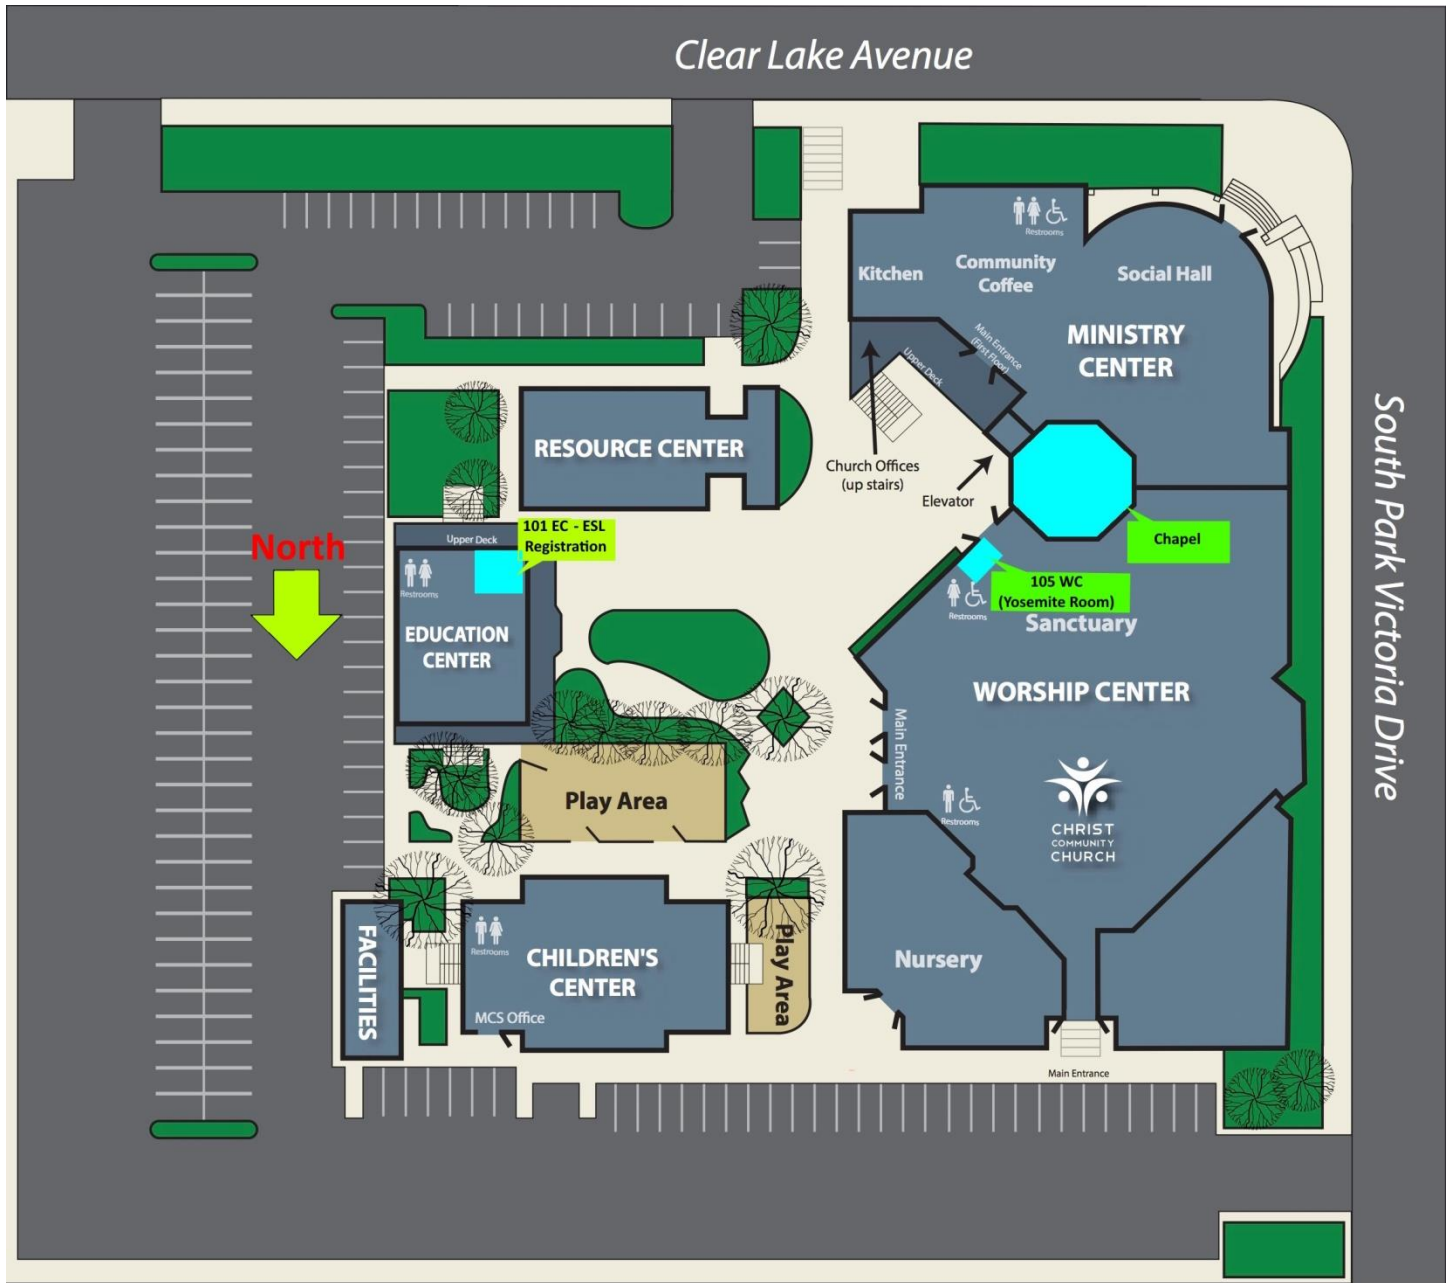 Clear Lake Avenue
Restrooms
Kitchen
Community
Coffee
Social Hall
Main Entrance
(First Floor)
MINISTRY
CENTER
Upper Deck
South Park Victoria Drive
RESOURCE CENTER
Church Offices
(up stairs)
Elevator
101 EC - ESL
Registration
Chapel
North
Upper Deck
Restrooms
105 WC
(Yosemite Room)
Restrooms
Sanctuary
EDUCATION
CENTER
WORSHIP CENTER
Main Entrance
Play Area
Restrooms
CHRIST
COMMUNITY
CHURCH
FACILITIES
Restrooms
CHILDREN'S
CENTER
Play Area
Nursery
MCS Office
Main Entrance